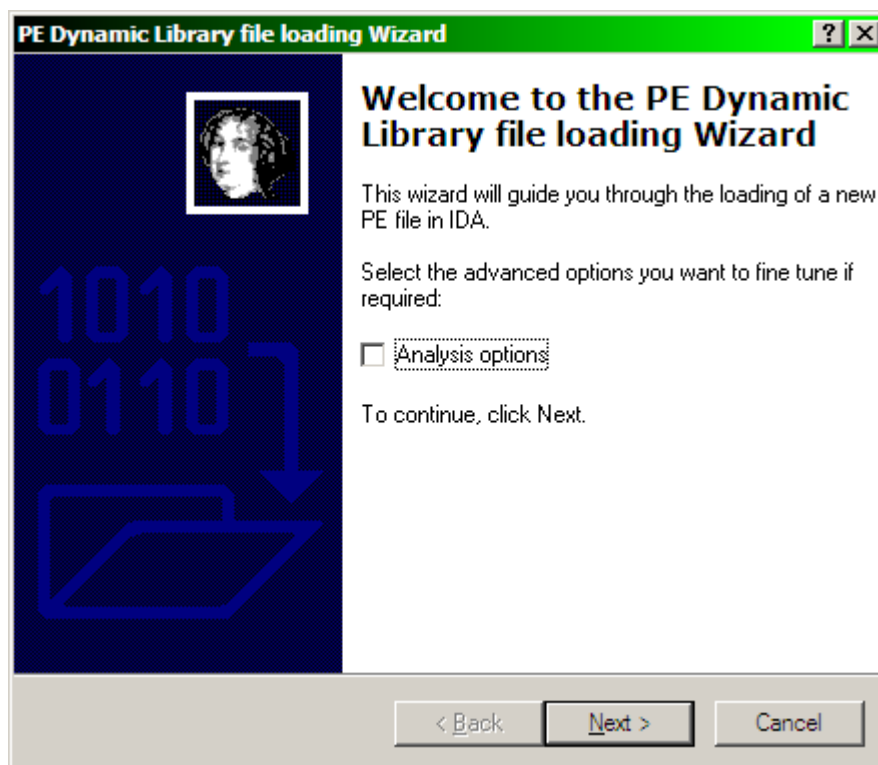 PE Dynamic Library file loading Wizard
Welcome to the PE Dynamic
Library file loading Wizard
This wizard will guide you through the loading of a new
PE file in IDA.
Select the advanced options you want to fine tune if
required:
Analysis options
To continue, click Next.
1010
0110
< Back
Next >
Cancel